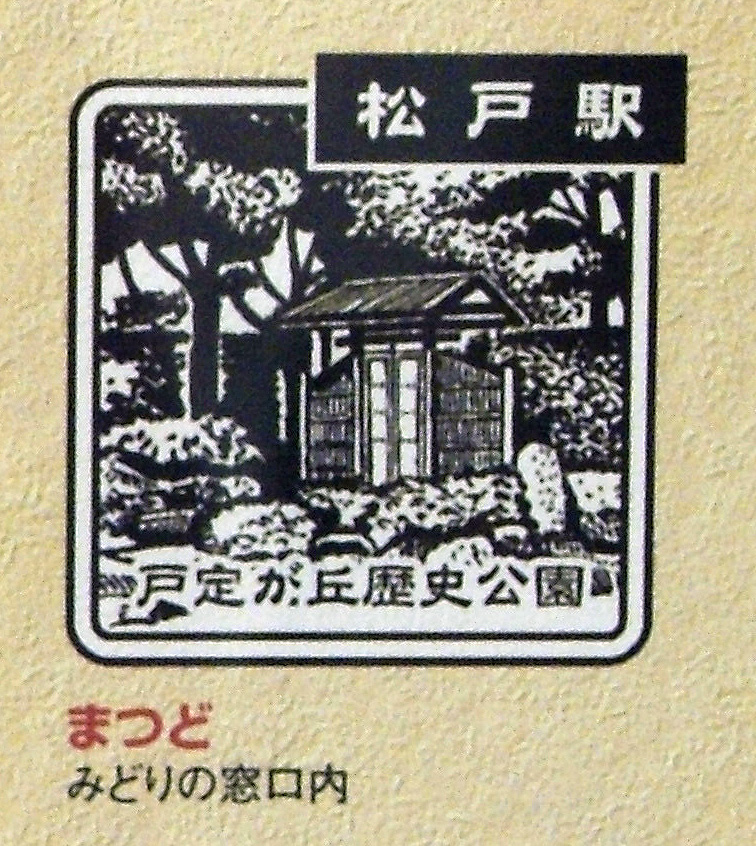 松戸駅
戸定が丘歴史公園
まつど
みどりの窓口内